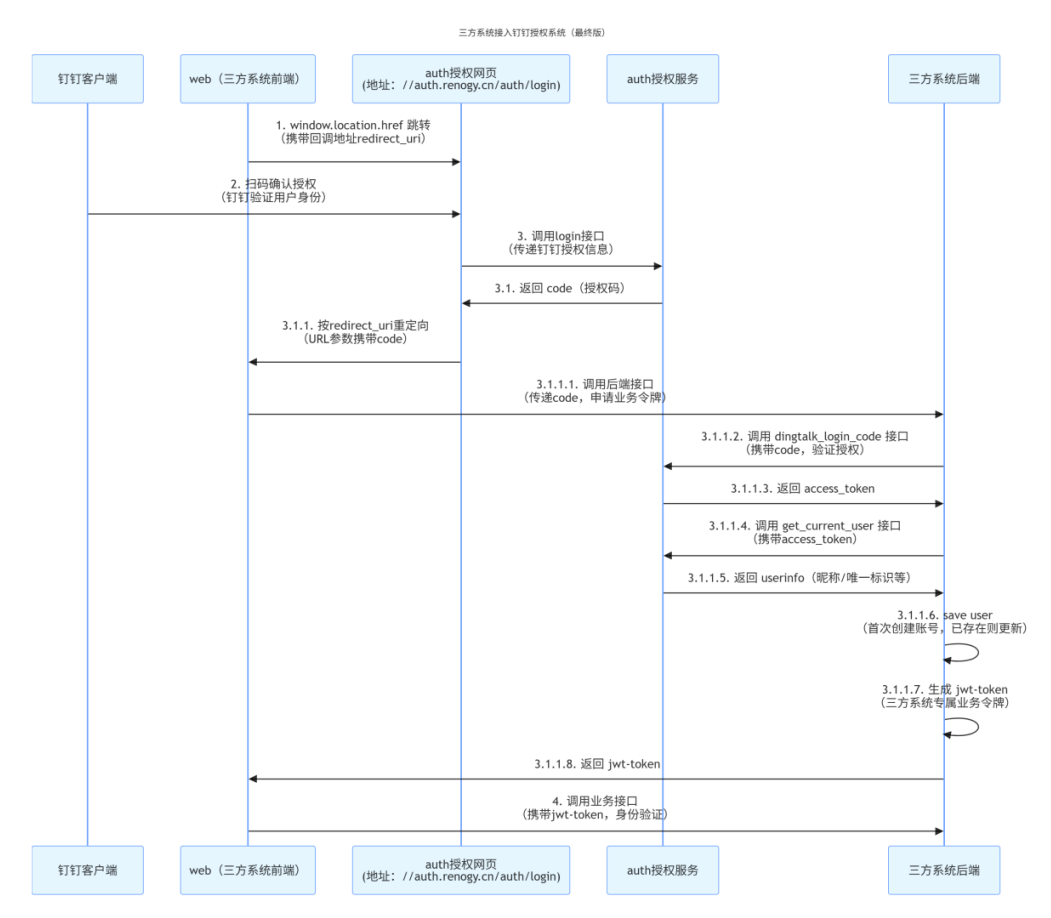 三方系统接入钉钉授权系统（最终版）
钉钉客户端
web（三方系统前端）
auth授权网页
(地址：//auth.renogy.cn/auth/login)
auth授权服务
三方系统后端
1. window.location.href 跳转
（携带回调地址redirect_uri）
2. 扫码确认授权
（钉钉验证用户身份）
3. 调用login接口
（传递钉钉授权信息）
3.1. 返回 code（授权码）
3.1.1. 按redirect_uri重定向
（URL参数携带code）
3.1.1.1. 调用后端接口
（传递code，申请业务令牌）
3.1.1.2. 调用 dingtalk_login_code 接口
（携带code，验证授权）
3.1.1.3. 返回 access_token
3.1.1.4. 调用 get_current_user 接口
（携带access_token）
3.1.1.5. 返回 userinfo（昵称/唯一标识等）
3.1.1.6. save user
（首次创建账号，已存在则更新）
3.1.1.7. 生成 jwt-token
（三方系统专属业务令牌）
3.1.1.8. 返回 jwt-token
4. 调用业务接口
（携带jwt-token，身份验证）
钉钉客户端
web（三方系统前端）
auth授权网页
(地址：//auth.renogy.cn/auth/login)
auth授权服务
三方系统后端